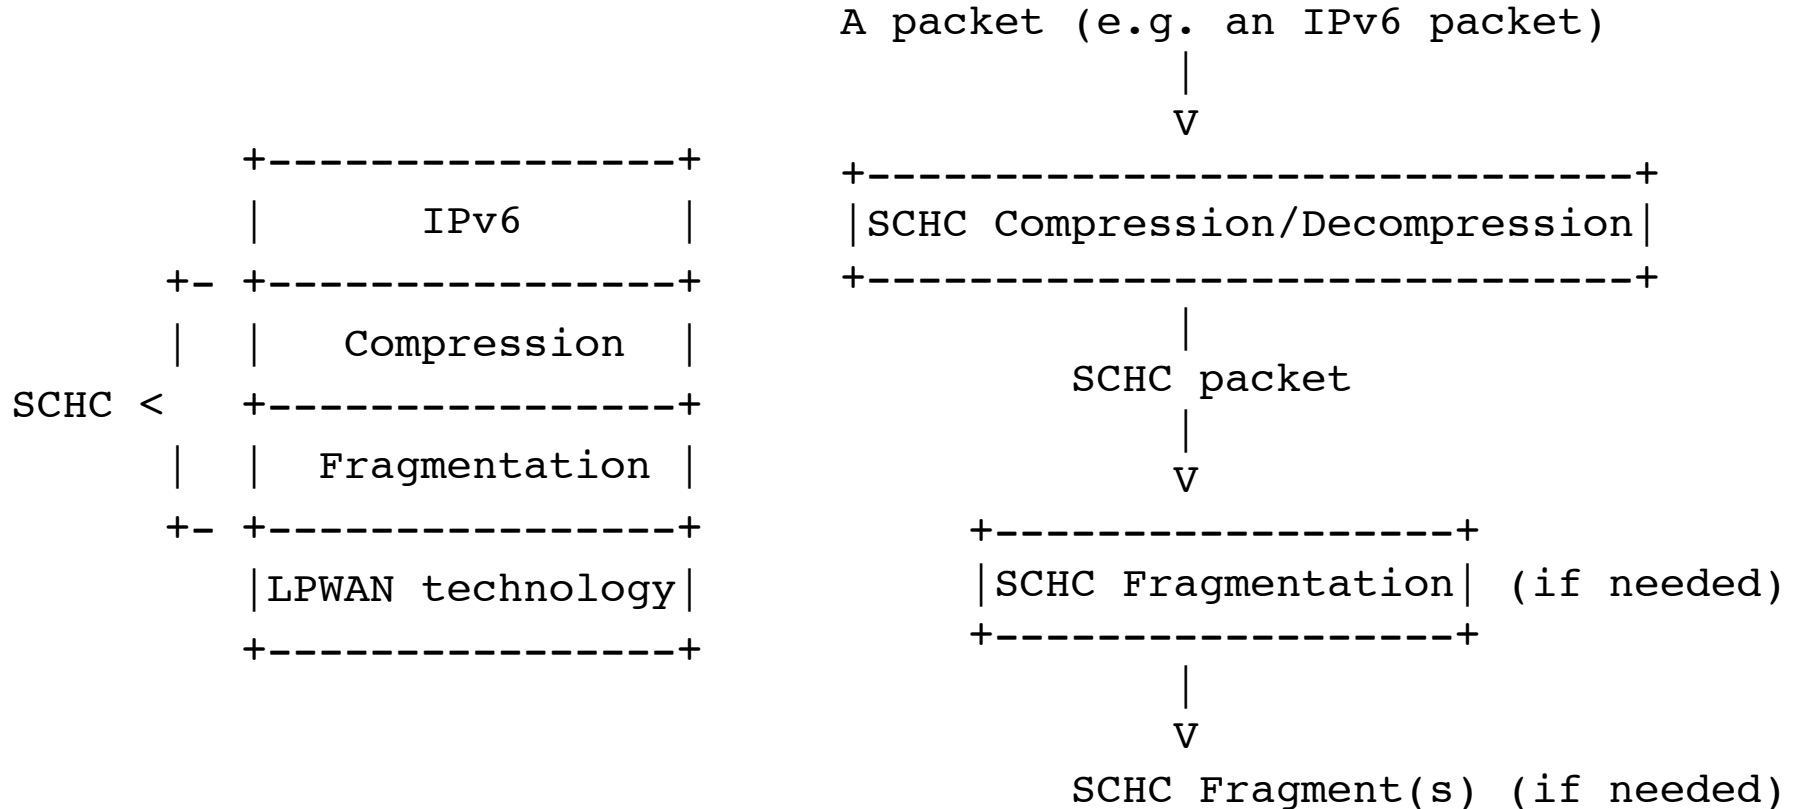 IPv6
Compression
SCHC <
Fragmentation
LPWAN technology
A packet (e.g. an IPv6 packet)
V
SCHC Compression/Decompression
SCHC packet
V
SCHC Fragmentation (if needed)
V
SCHC Fragment(s) (if needed)